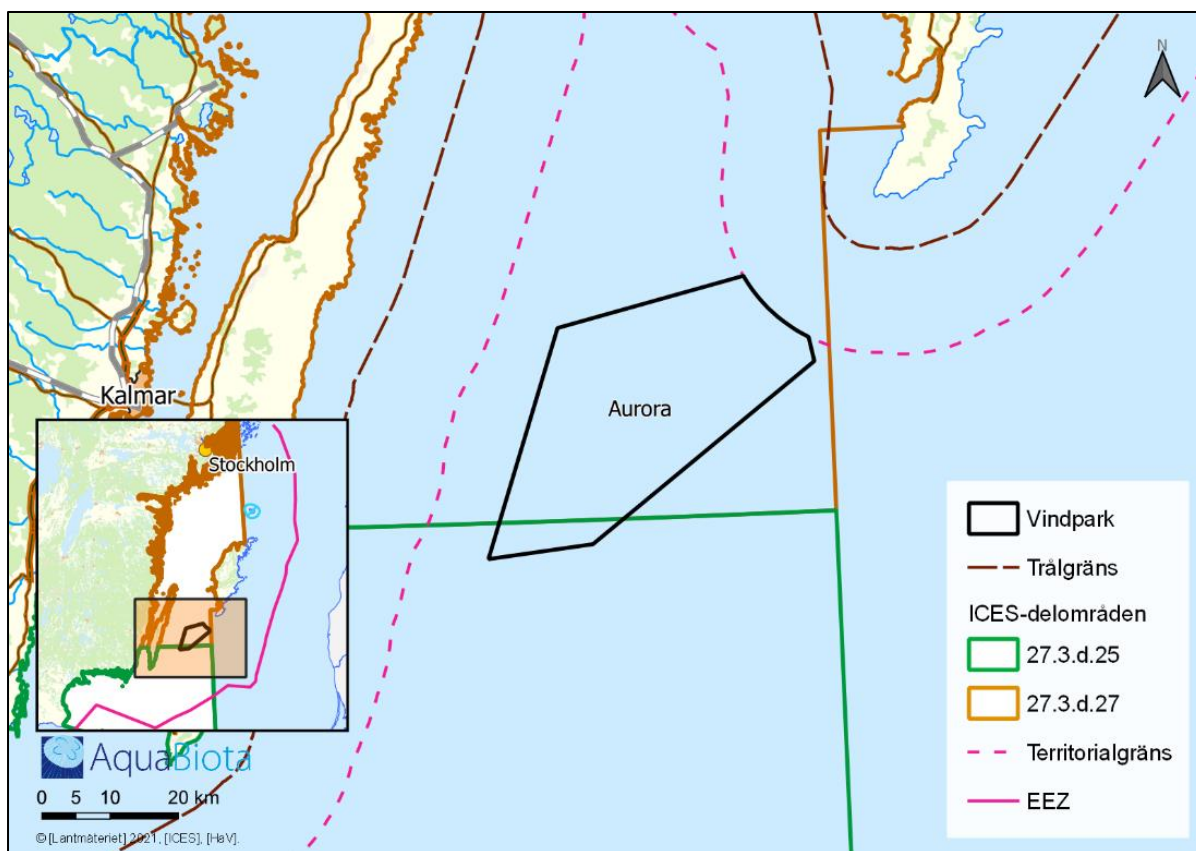 N
Kalmar
Aurora
Stockholm
Vindpark
Trålgräns
ICES-delområden
27.3.d.25
27.3.d.27
Territorialgräns
EEZ
AquaBiota
0 5 10 20 km
© [Lantmäteriet] 2021, [ICES], [HaV].